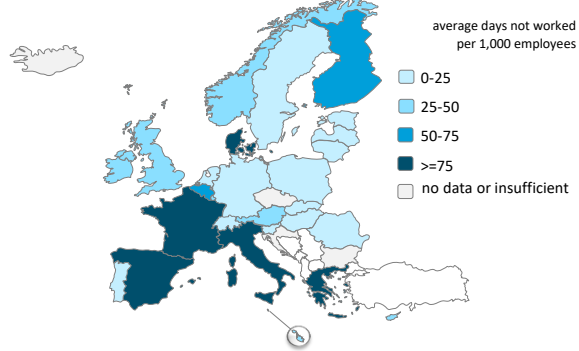 average days not worked
per 1,000 employees
0-25
25-50
50-75
>=75
no data or insufficient